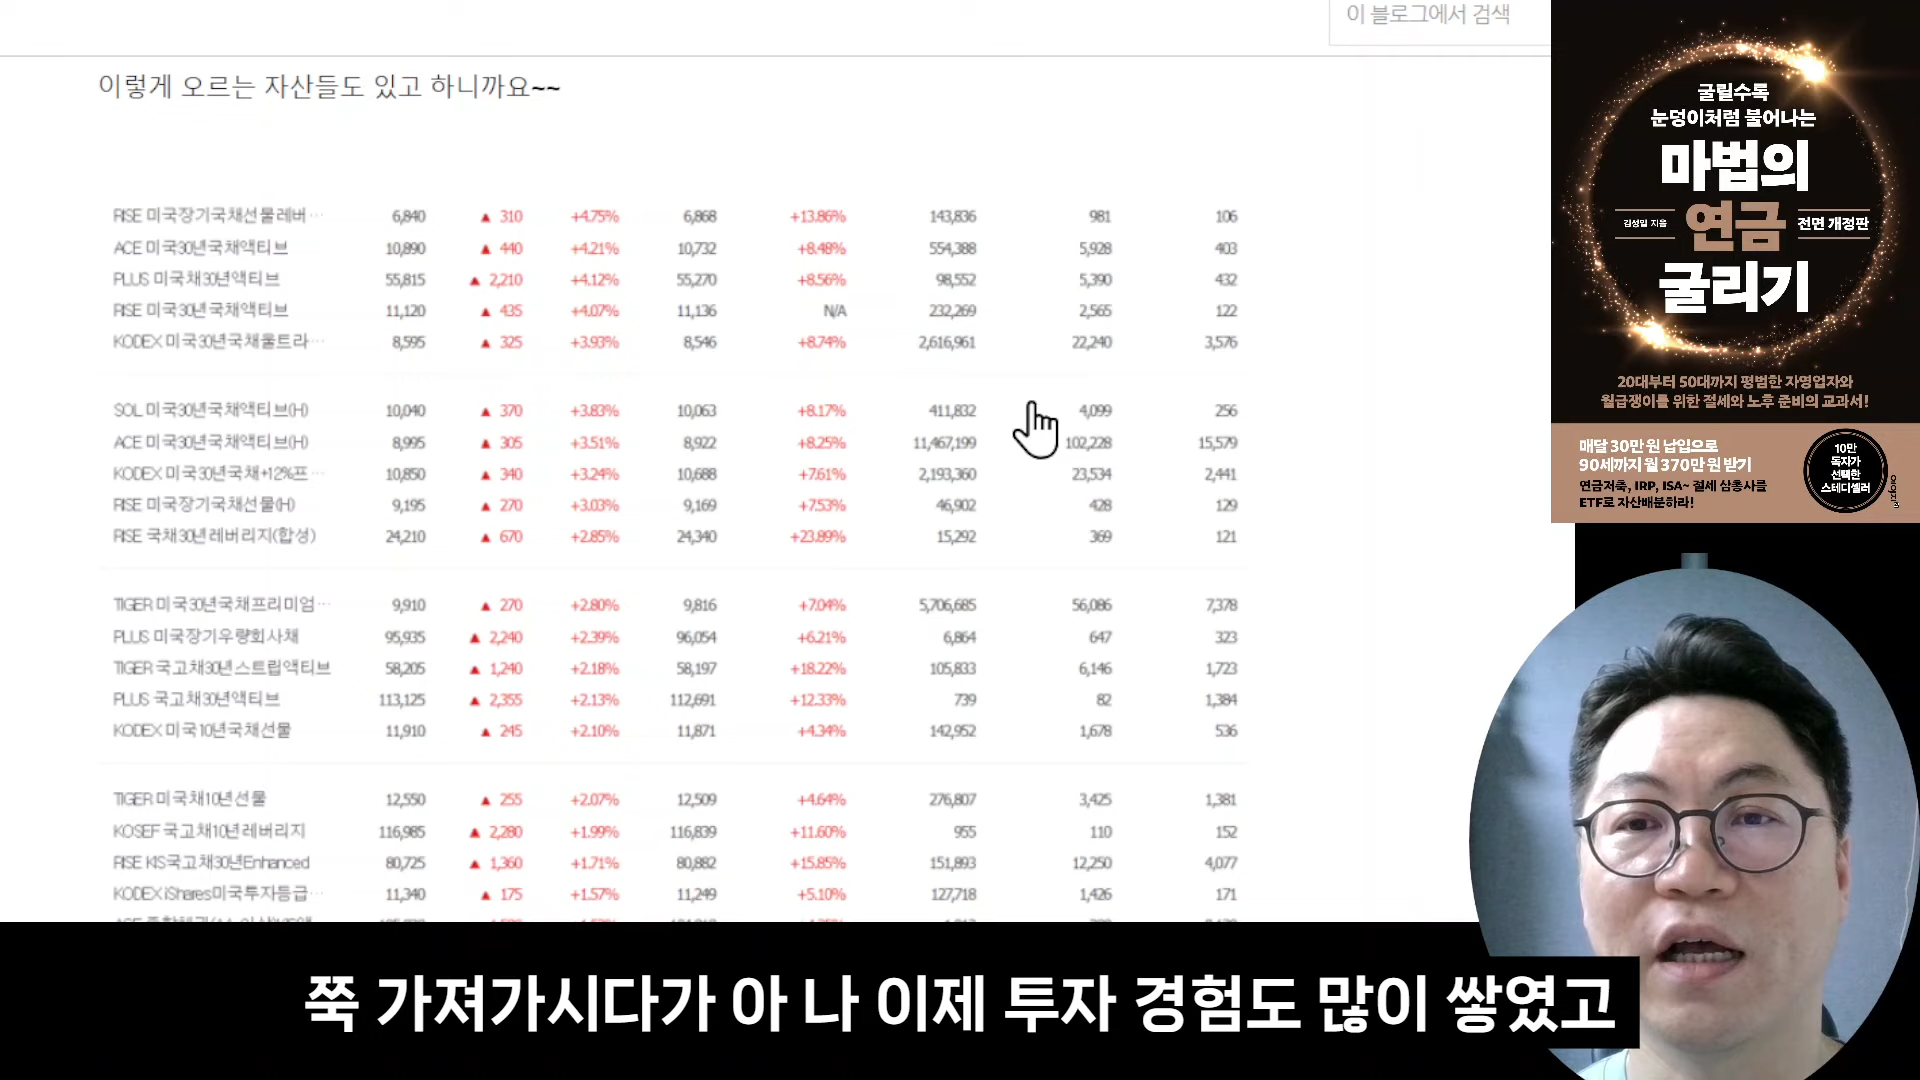 이 블로그에서 검색
이렇게 오르는 자산들도 있고 하니까요~~
RISE 미국장기국채선물레버… 6,840 ▲ 310 +4.75% 6,868 +13.86% 143,836 981 106
ACE 미국30년국채액티브 10,890 ▲ 440 +4.21% 10,732 +8.48% 554,388 5,928 403
PLUS 미국채30년액티브 55,815 ▲ 2,210 +4.12% 55,270 +8.56% 98,552 5,390 432
RISE 미국30년국채액티브 11,120 ▲ 435 +4.07% 11,136 N/A 232,269 2,565 122
KODEX 미국30년국채울트라… 8,595 ▲ 325 +3.93% 8,546 +8.74% 2,616,961 22,240 3,576
SOL 미국30년국채액티브(H) 10,040 ▲ 370 +3.83% 10,063 +8.17% 411,832 4,099 256
ACE 미국30년국채액티브(H) 8,995 ▲ 305 +3.51% 8,922 +8.25% 11,467,199 102,228 15,579
KODEX 미국30년국채+12%프… 10,850 ▲ 340 +3.24% 10,688 +7.61% 2,193,360 23,534 2,441
RISE 미국장기국채선물(H) 9,195 ▲ 270 +3.03% 9,169 +7.53% 46,902 428 129
RISE 국채30년레버리지(합성) 24,210 ▲ 670 +2.85% 24,340 +23.89% 15,292 369 121
TIGER 미국30년국채프리미엄… 9,910 ▲ 270 +2.80% 9,816 +7.04% 5,706,685 56,086 7,378
PLUS 미국장기우량회사채 95,935 ▲ 2,240 +2.39% 96,054 +6.21% 6,864 647 323
TIGER 국고채30년스트립액티브 58,205 ▲ 1,240 +2.18% 58,197 +18.22% 105,833 6,146 1,723
PLUS 국고채30년액티브 113,125 ▲ 2,355 +2.13% 112,691 +12.33% 739 82 1,384
KODEX 미국10년국채선물 11,910 ▲ 245 +2.10% 11,871 +4.34% 142,952 1,678 536
TIGER 미국채10년선물 12,550 ▲ 255 +2.07% 12,509 +4.64% 276,807 3,425 1,381
KOSEF 국고채10년레버리지 116,985 ▲ 2,280 +1.99% 116,839 +11.60% 955 110 152
RISE KIS국고채30년Enhanced 80,725 ▲ 1,360 +1.71% 80,882 +15.85% 151,893 12,250 4,077
KODEX iShares미국투자등급… 11,340 ▲ 175 +1.57% 11,249 +5.10% 127,718 1,426 171
굴릴수록
눈덩이처럼 불어나는
마법의
김성일 지음 연금 전면 개정판
굴리기
20대부터 50대까지 평범한 자영업자와
월급쟁이를 위한 절세와 노후 준비의 교과서!
매달 30만 원 납입으로
90세까지 월 370만 원 받기
연금저축, IRP, ISA~ 절세 삼총사를
ETF로 자산배분하라!
10만
독자가
선택한
스테디셀러
쭉 가져가시다가 아 나 이제 투자 경험도 많이 쌓였고